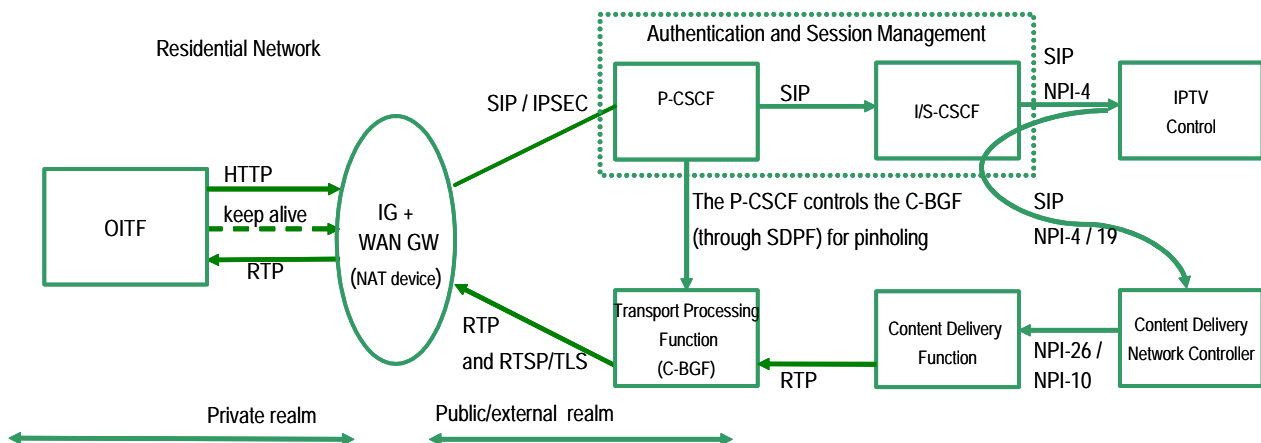 Residential Network
Authentication and Session Management
SIP
NPI-4
SIP / IPSEC
P-CSCF
SIP
I/S-CSCF
IPTV
Control
HTTP
OITF
keep alive
RTP
IG +
WAN GW
(NAT device)
The P-CSCF controls the C-BGF
(through SDPF) for pinholing
SIP
NPI-4 / 19
RTP
and RTSP/TLS
Transport Processing
Function
(C-BGF)
RTP
Content Delivery
Function
NPI-26 /
NPI-10
Content Delivery
Network Controller
Private realm
Public/external realm